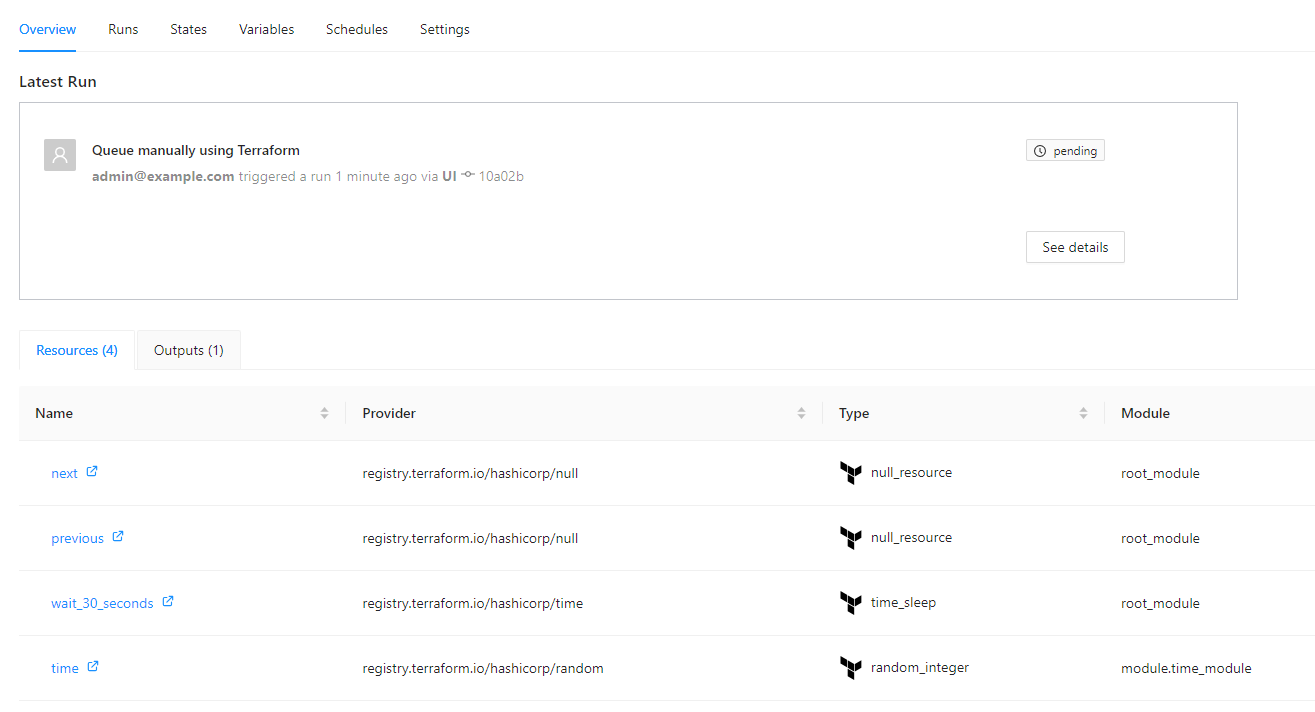 Overview Runs States Variables Schedules Settings
Latest Run
Queue manually using Terraform
pending
admin@example.com triggered a run 1 minute ago via UI 10a02b
See details
Resources (4) Outputs (1)
Name Provider Type Module
next registry.terraform.io/hashicorp/null null_resource root_module
previous registry.terraform.io/hashicorp/null null_resource root_module
wait_30_seconds registry.terraform.io/hashicorp/time time_sleep root_module
time registry.terraform.io/hashicorp/random random_integer module.time_module